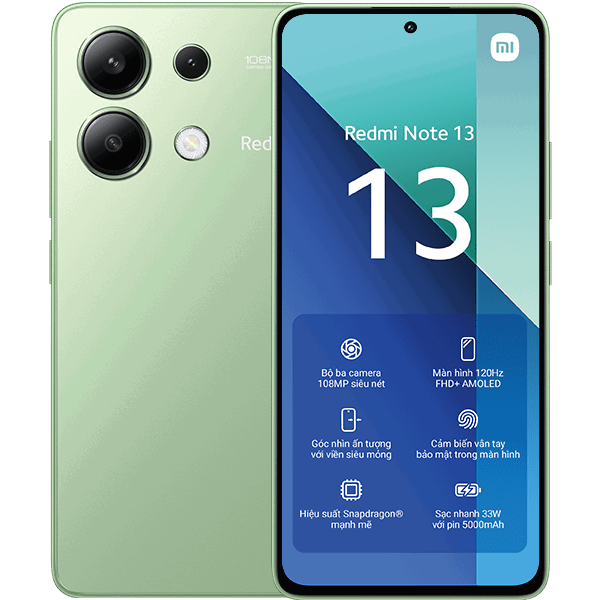 108M
Red
mi
Redmi Note 13
13
Bộ ba camera
108MP siêu nét
Màn hình 120Hz
FHD+ AMOLED
Góc nhìn ấn tượng
với viền siêu mỏng
Cảm biến vân tay
bảo mật trong màn hình
Hiệu suất Snapdragon®
mạnh mẽ
Sạc nhanh 33W
với pin 5000mAh